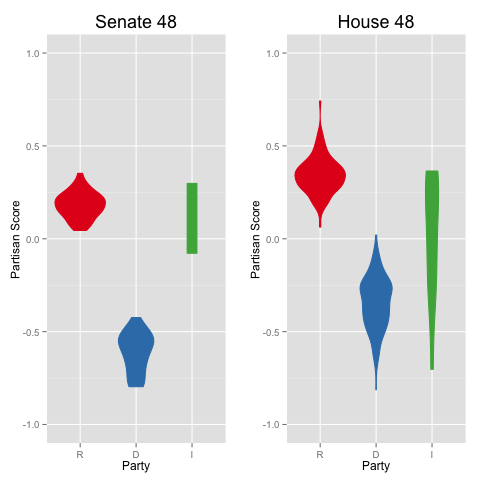 Senate 48
1.0
0.5
0.0
-0.5
-1.0
Partisan Score
R D I
Party
House 48
1.0
0.5
0.0
-0.5
-1.0
Partisan Score
R D I
Party